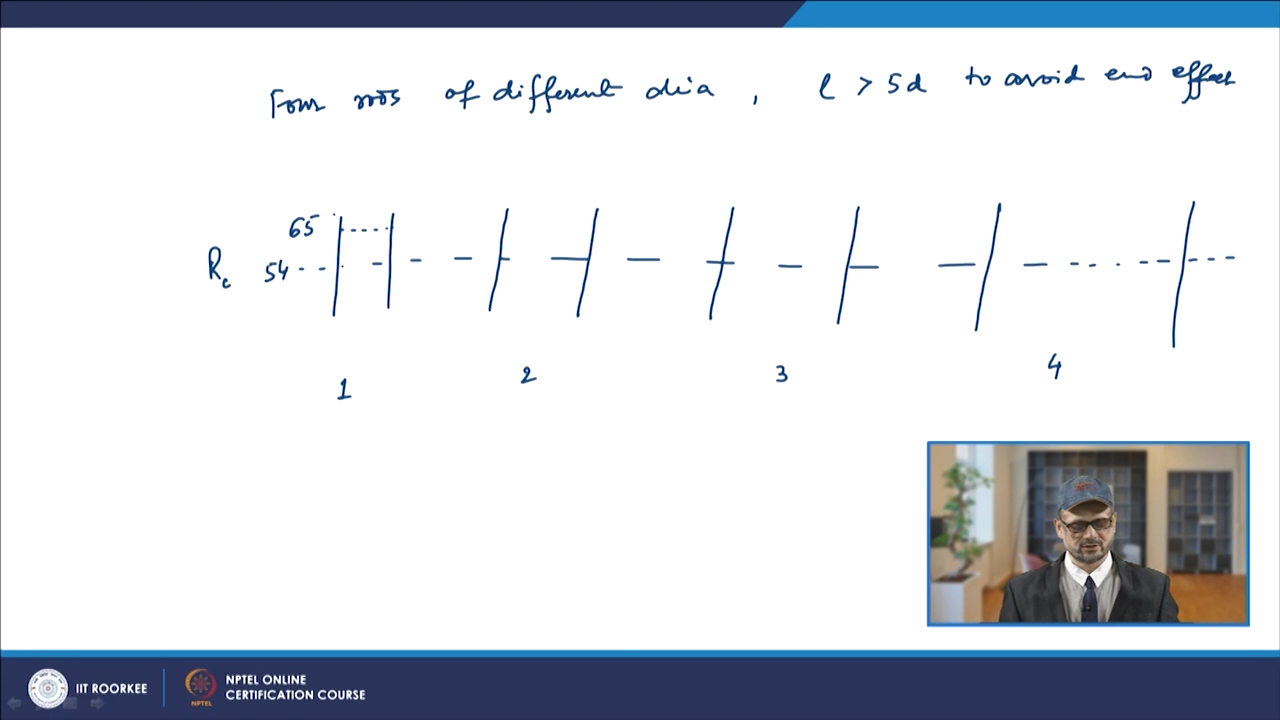 Four rods of different dia , l > 5d to avoid end effect
65
Rc 54
1 2 3 4
IIT ROORKEE
NPTEL ONLINE
CERTIFICATION COURSE
NPTEL